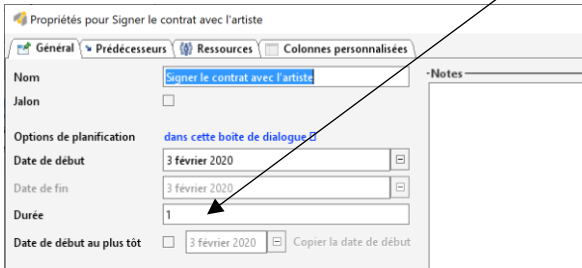 Propriétés pour Signer le contrat avec l'artiste
Général Prédécesseurs Ressources Colonnes personnalisées
Nom Signer le contrat avec l'artiste
Notes
Jalon
Options de planification dans cette boite de dialogue
Date de début 3 février 2020
Date de fin 3 février 2020
Durée 1
Date de début au plus tôt 3 février 2020 Copier la date de début